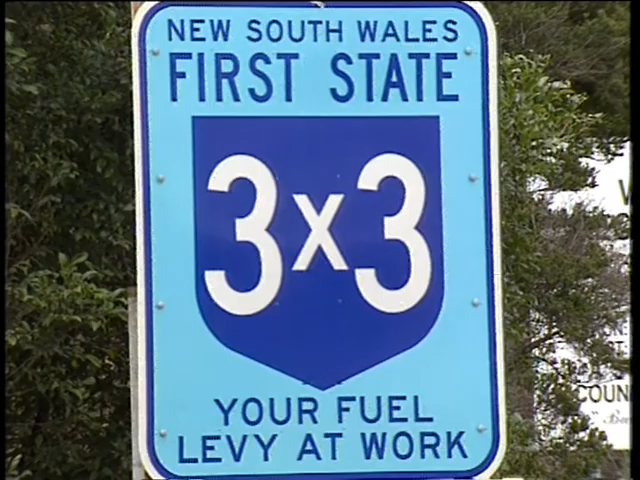 NEW SOUTH WALES
FIRST STATE
3x3
YOUR FUEL
LEVY AT WORK